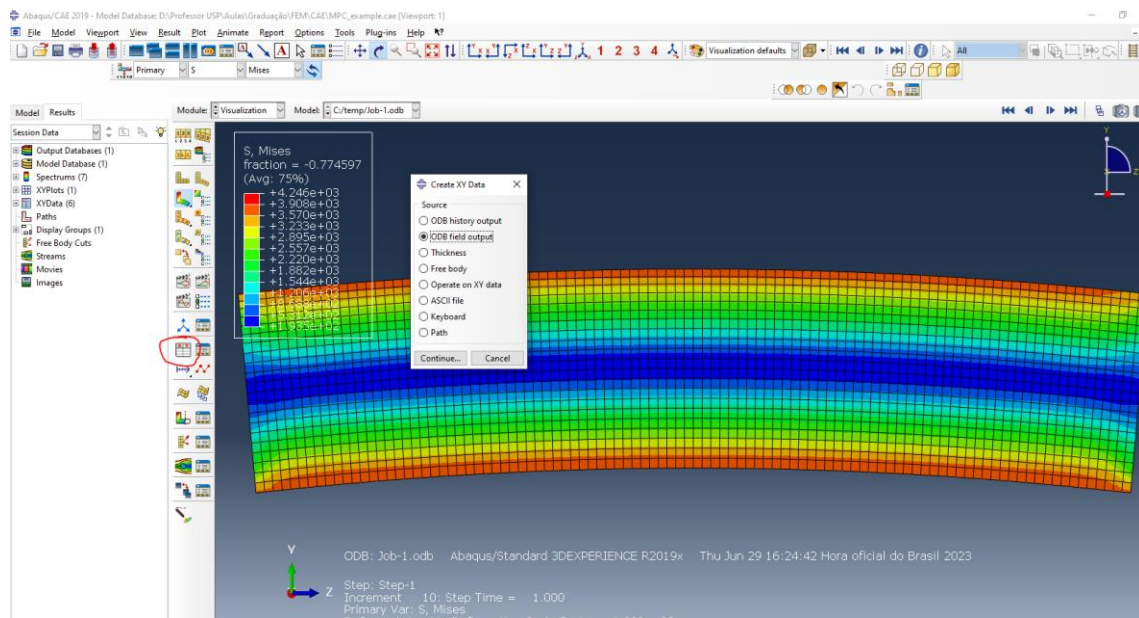 Abaqus/CAE 2019 - Model Database: D:\Professor USP\Aulas\Graduação\FEM\CAE\MPC_example.cae [Viewport: 1]
File Model Viewport View Result Plot Animate Report Options Tools Plug-ins Help
1 2 3 4 Visualization defaults All
Primary S Mises
Model Results Module: Visualization Model: C:/temp/Job-1.odb
Session Data
Output Databases (1)
Model Database (1)
Spectrums (7)
XYPlots (1)
XYData (6)
Paths
Display Groups (1)
Free Body Cuts
Streams
Movies
Images
S, Mises
fraction = -0.774597
(Avg: 75%)
+4.246e+03
+3.908e+03
+3.570e+03
+3.233e+03
+2.895e+03
+2.557e+03
+2.220e+03
+1.882e+03
+1.544e+03
+1.935e+02
Create XY Data
Source
ODB history output
ODB field output
Thickness
Free body
Operate on XY data
ASCII file
Keyboard
Path
Continue... Cancel
Y
Z
Y
Z
ODB: Job-1.odb Abaqus/Standard 3DEXPERIENCE R2019x Thu Jun 29 16:24:42 Hora oficial do Brasil 2023
Step: Step-1
Increment 10: Step Time = 1.000
Primary Var: S, Mises